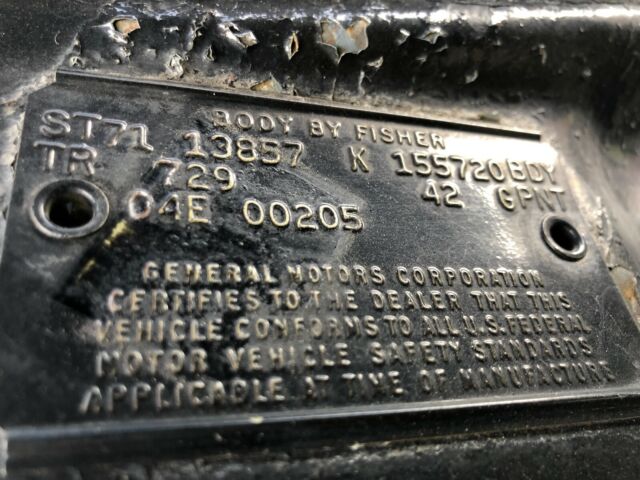 BODY BY FISHER
ST71 13857 K 155720BDY
TR 729 42 G PNT
04E 00205
GENERAL MOTORS CORPORATION
CERTIFIES TO THE DEALER THAT THIS
VEHICLE CONFORMS TO ALL U.S. FEDERAL
MOTOR VEHICLE SAFETY STANDARDS
APPLICABLE AT TIME OF MANUFACTURE